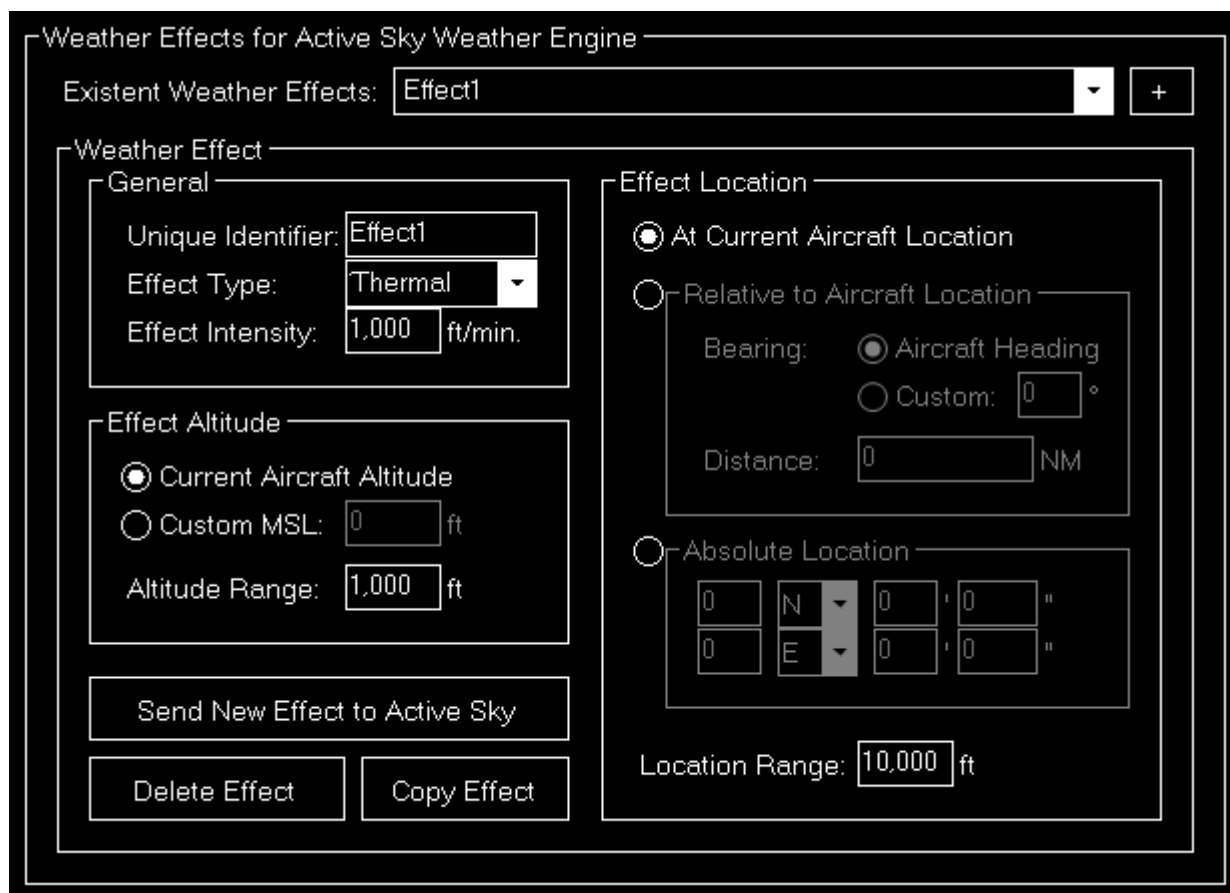 Weather Effects for Active Sky Weather Engine
Existent Weather Effects: Effect1 +
Weather Effect
General
Unique Identifier: Effect1
Effect Type: Thermal
Effect Intensity: 1,000 ft/min.
Effect Altitude
Current Aircraft Altitude
Custom MSL: 0 ft
Altitude Range: 1,000 ft
Send New Effect to Active Sky
Delete Effect Copy Effect
Effect Location
At Current Aircraft Location
Relative to Aircraft Location
Bearing: Aircraft Heading
Custom: 0 °
Distance: 0 NM
Absolute Location
0 N 0 ' 0 "
0 E 0 ' 0 "
Location Range: 10,000 ft